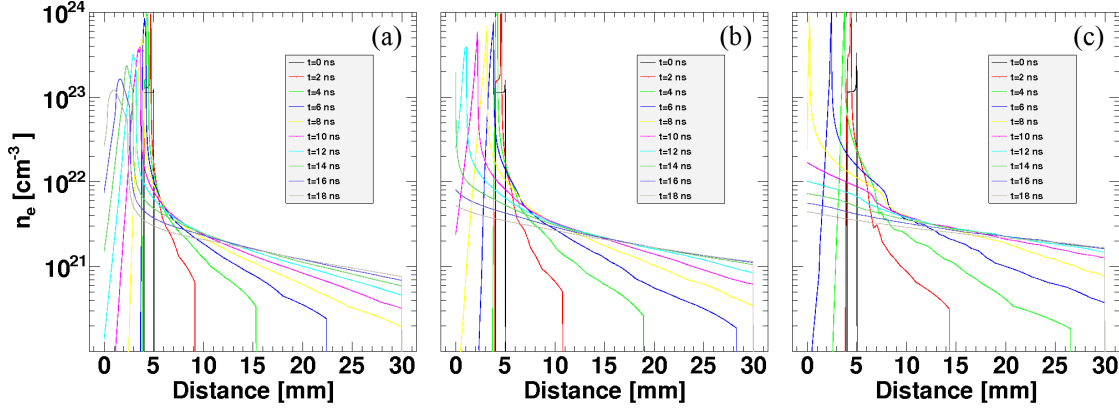 n_e [cm^-3]
10^24
10^23
10^22
10^21
(a)
t=0 ns
t=2 ns
t=4 ns
t=6 ns
t=8 ns
t=10 ns
t=12 ns
t=14 ns
t=16 ns
t=18 ns
0 5 10 15 20 25 30
Distance [mm]
(b)
t=0 ns
t=2 ns
t=4 ns
t=6 ns
t=8 ns
t=10 ns
t=12 ns
t=14 ns
t=16 ns
t=18 ns
0 5 10 15 20 25 30
Distance [mm]
(c)
t=0 ns
t=2 ns
t=4 ns
t=6 ns
t=8 ns
t=10 ns
t=12 ns
t=14 ns
t=16 ns
t=18 ns
0 5 10 15 20 25 30
Distance [mm]